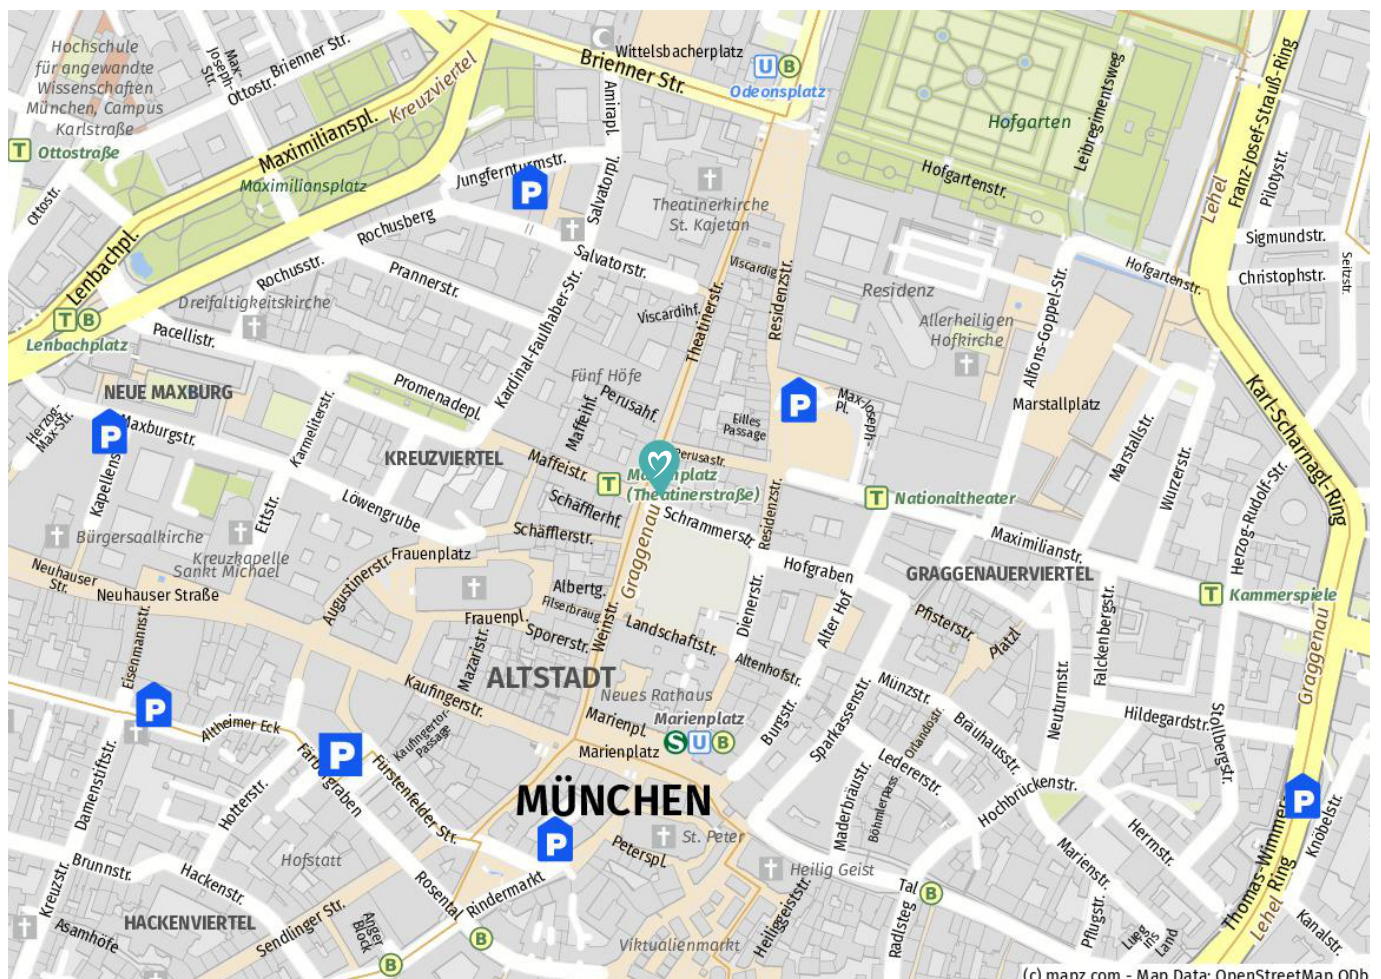 Hochschule
für angewandte
Wissenschaften
München, Campus
Karlstraße
Max-
Joseph-
Str.
Brienner Str.
Ottostr.
Kreuzviertel
Maximilianspl.
Maximiliansplatz
T Ottostraße
Ottostr.
Lenbachpl.
T B
Lenbachplatz
Wittelsbacherplatz
Brienner Str.
U B
Odeonsplatz
Amirapl.
Jungfernturmstr.
P
Salvatorpl.
Rochusberg
Rochusstr.
Prannerstr.
Salvatorstr.
Theatinerkirche
St. Kajetan
Viscardig.
Viscardihf.
Theatinerstr.
Residenzstr.
Hofgarten
Hofgartenstr.
Leibregimentsweg
Lehel
Franz-Josef-Strauß-Ring
Pilotystr.
Sigmundstr.
Christophstr.
Seitzstr.
Hofgartenstr.
Residenz
Allerheiligen
Hofkirche
Alfons-Goppel-Str.
Marstallplatz
Karl-Scharnagl-Ring
Dreifaltigkeitskirche
Pacellistr.
NEUE MAXBURG
Herzog-
Max-Str.
P
Maxburgstr.
Karmeliterstr.
Promenadepl.
Kardinal-Faulhaber-Str.
Fünf Höfe
Perusahf.
Maffeihf.
Eilles
Passage
P
Max-Joseph-
Pl.
Perusastr.
KREUZVIERTEL
Maffeistr.
T
(Theatinerstraße)
T Nationaltheater
Marstallstr.
Wurzerstr.
Herzog-Rudolf-Str.
Kapellens
Löwengrube
Ettstr.
Bürgersaalkirche
Kreuzkapelle
Sankt Michael
Schäfflerhf.
Schäfflerstr.
Graggenau
Schrammerstr.
Residenzstr.
Hofgraben
Maximilianstr.
GRAGGENAUERVIERTEL
T Kammerspiele
Neuhauser
Str.
Neuhauser Straße
Frauenplatz
Augustinerstr.
Albertg.
Filserbraug.
Frauenpl.
Sporerstr.
Weinstr.
Landschaftstr.
Dienerstr.
Alter Hof
Pfisterstr.
Platzl
Falckenbergstr.
Graggenau
Eisenmannstr.
Mazaristr.
ALTSTADT
Kaufingerstr.
Neues Rathaus
Altenhofstr.
Burgstr.
Sparkassenstr.
Münzstr.
Orlandostr.
Brauhausstr.
Neuturmstr.
Hildegardstr.
Stollbergstr.
P
Altheimer Eck
P
Kaufingertor-
Passage
Marienpl.
Marienplatz
Marienplatz
S U B
Damenstiftstr.
Hotterstr.
Färbergraben
Fürstenfelder Str.
MÜNCHEN
P
Ledererstr.
Maderbräustr.
Böhmlerpass.
Hochbrückenstr.
P
Knöbelstr.
Hofstatt
Peterspl.
St. Peter
Heilig Geist
Tal B
Marienstr.
Herrnstr.
Thomas-Wimmer
Lehel Ring
Brunnstr.
Kreuzstr.
Hackenstr.
Rosental
Rindermarkt
HACKENVIERTEL
Asamhöfe
Sendlinger Str.
Anger
Block
B
B
Viktualienmarkt
Heiliggeiststr.
Radlsteg
Pflugstr.
Lueg
ins
Land
Kanalstr.
(c) mapz.com - Map Data: OpenStreetMap ODb